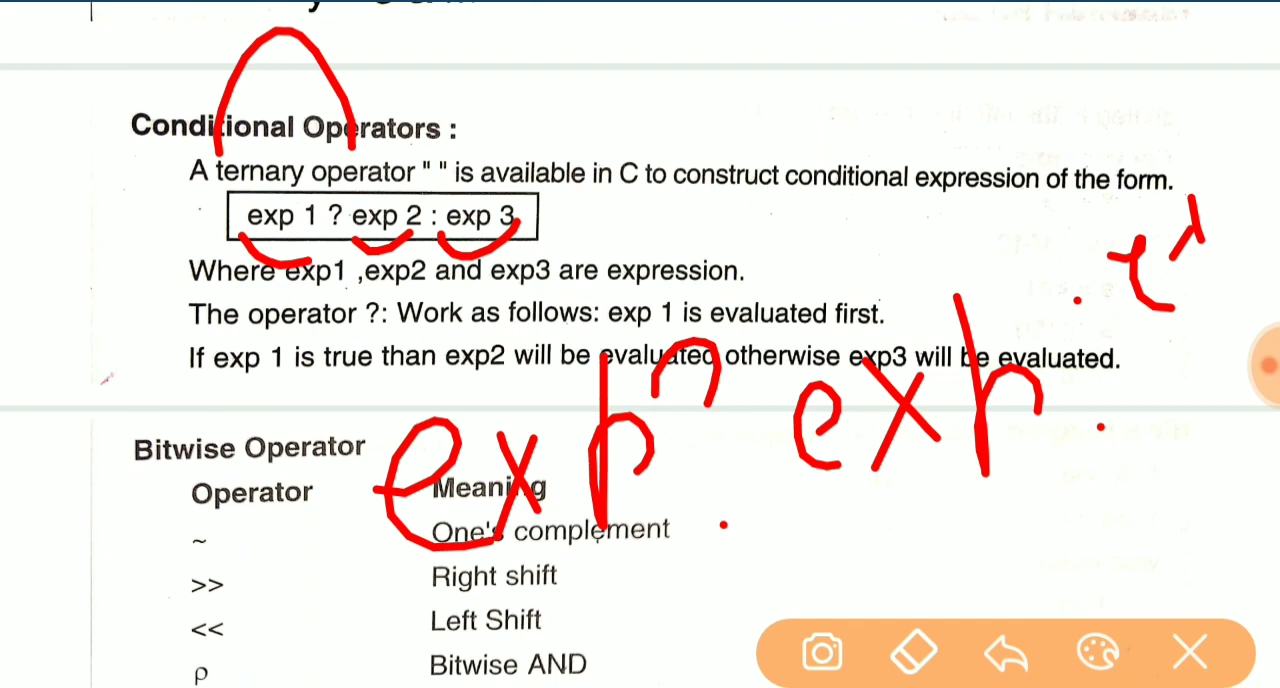 Conditional Operators :
A ternary operator " " is available in C to construct conditional expression of the form.
exp 1 ? exp 2 : exp 3
Where exp1 ,exp2 and exp3 are expression.
The operator ?: Work as follows: exp 1 is evaluated first.
If exp 1 is true than exp2 will be evaluated otherwise exp3 will be evaluated.
exp ? exp :
Bitwise Operator
Operator Meaning
~ One's complement
>> Right shift
<< Left Shift
ρ Bitwise AND